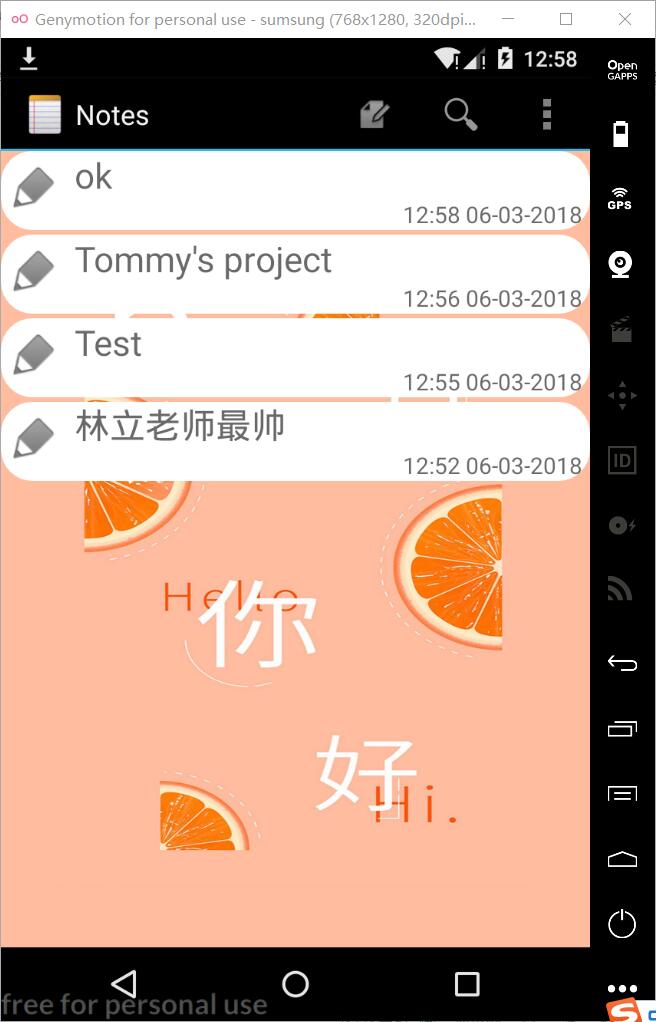 Genymotion for personal use - sumsung (768x1280, 320dpi...
12:58
Open
GAPPS
Notes
ok
12:58 06-03-2018
GPS
Tommy's project
12:56 06-03-2018
Test
12:55 06-03-2018
林立老师最帅
12:52 06-03-2018
ID
Hello
你
好
Hi.
free for personal use